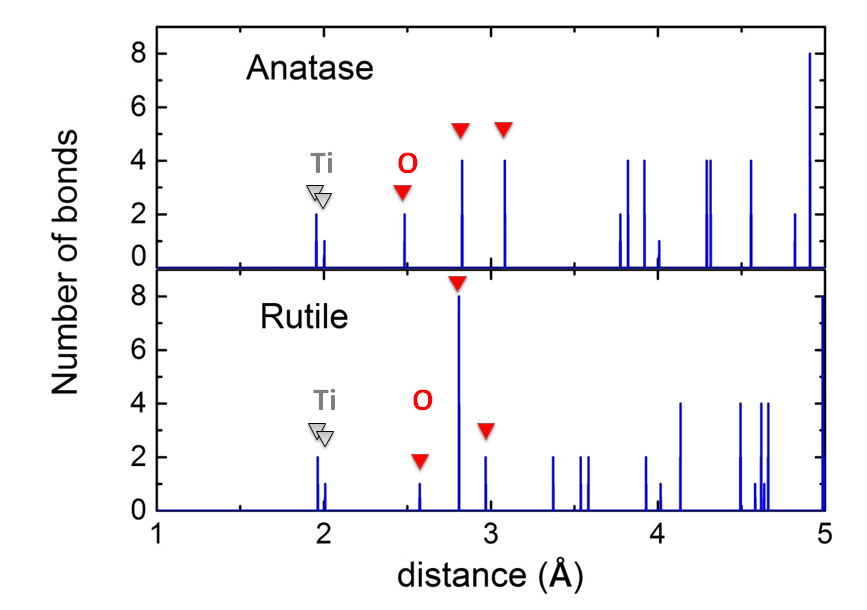 Number of bonds
Anatase
8
6
4
2
0
Ti
O
Rutile
8
6
4
2
0
Ti
O
1 2 3 4 5
distance (Å)